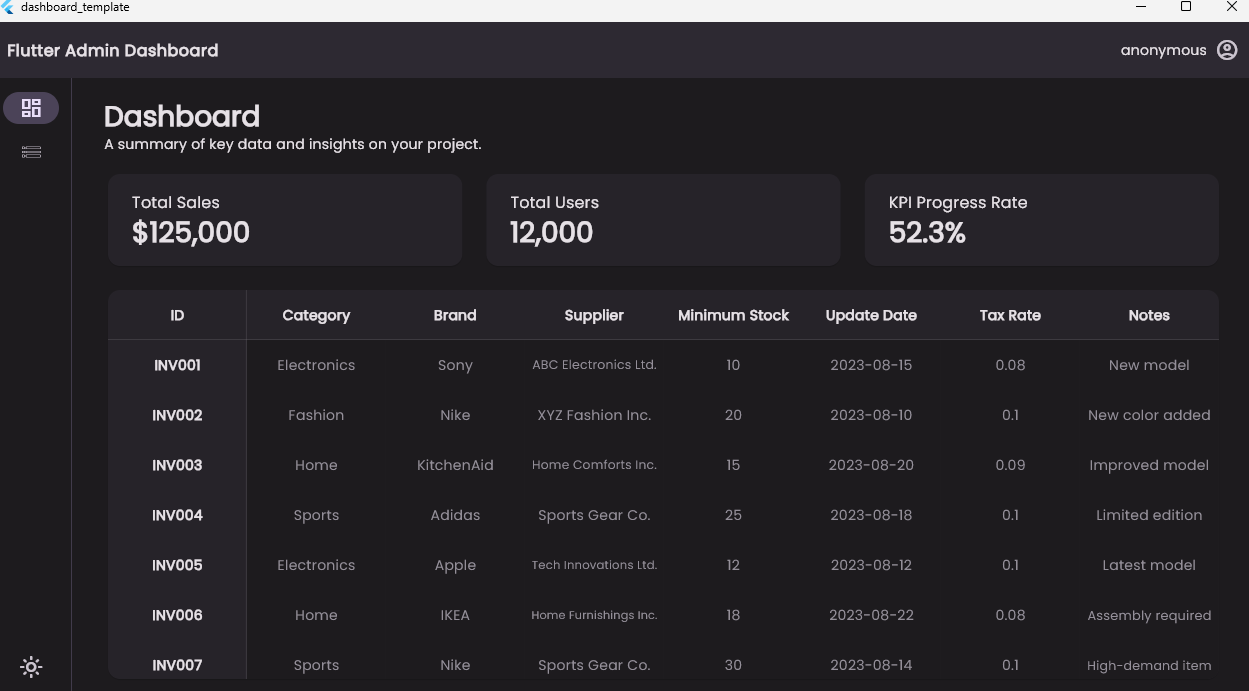 dashboard_template
Flutter Admin Dashboard anonymous
Dashboard
A summary of key data and insights on your project.
Total Sales Total Users KPI Progress Rate
$125,000 12,000 52.3%
ID Category Brand Supplier Minimum Stock Update Date Tax Rate Notes
INV001 Electronics Sony ABC Electronics Ltd. 10 2023-08-15 0.08 New model
INV002 Fashion Nike XYZ Fashion Inc. 20 2023-08-10 0.1 New color added
INV003 Home KitchenAid Home Comforts Inc. 15 2023-08-20 0.09 Improved model
INV004 Sports Adidas Sports Gear Co. 25 2023-08-18 0.1 Limited edition
INV005 Electronics Apple Tech Innovations Ltd. 12 2023-08-12 0.1 Latest model
INV006 Home IKEA Home Furnishings Inc. 18 2023-08-22 0.08 Assembly required
INV007 Sports Nike Sports Gear Co. 30 2023-08-14 0.1 High-demand item